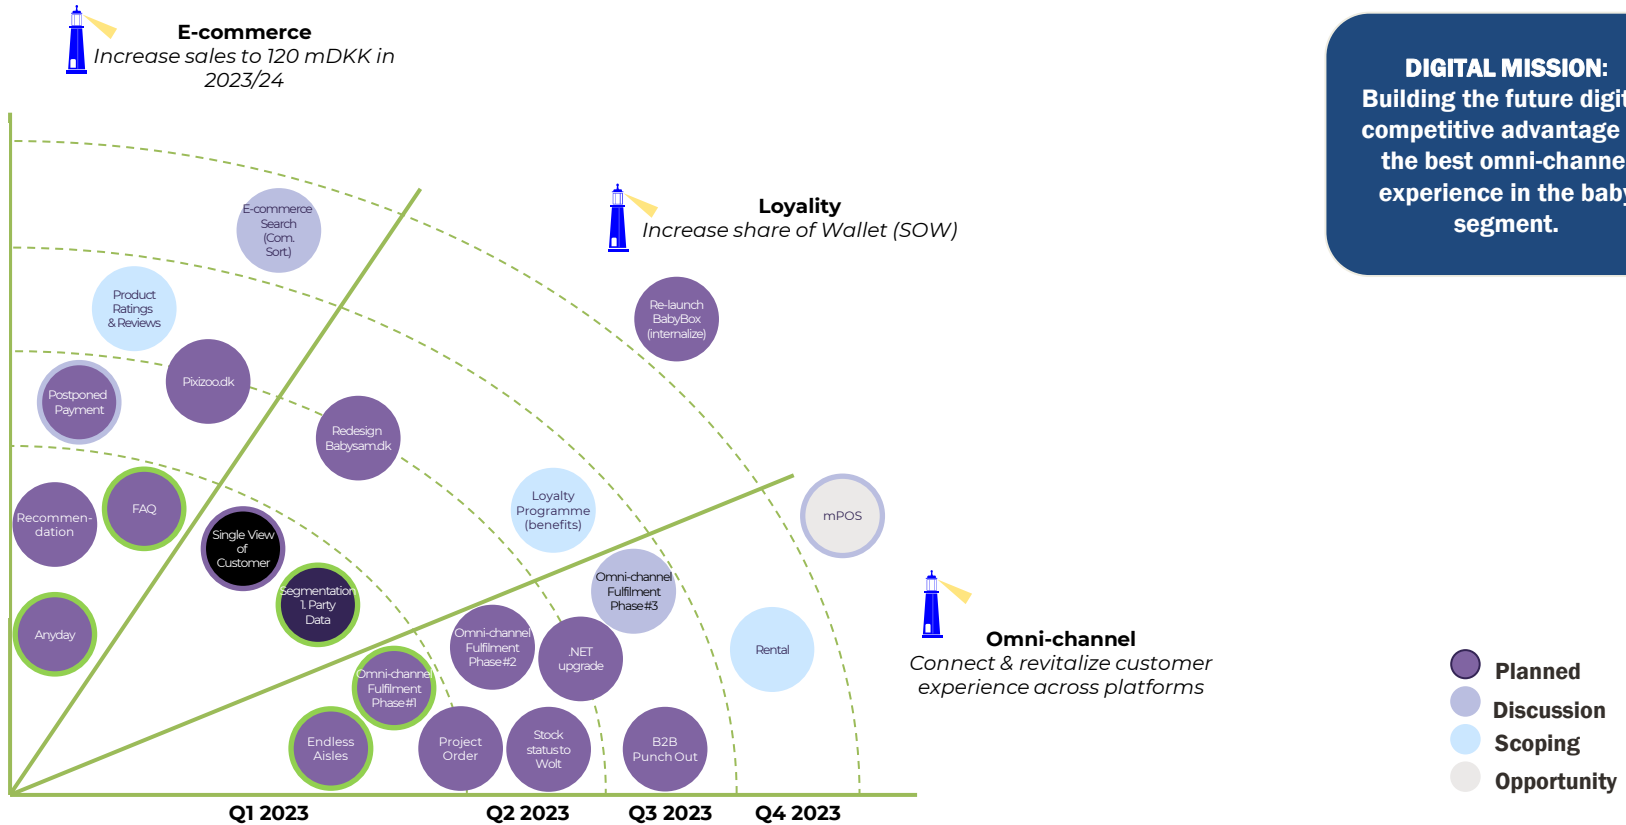 E-commerce
Increase sales to 120 mDKK in
2023/24
DIGITAL MISSION:
Building the future
competitive advantage
the best
experience in the
segment.
Loyality
Increase share of Wallet (SOW)
E-commerce
Search
(Com.
Sort.)
Product
Ratings
& Reviews
Re-launch
BabyBox
(internalize)
Postponed
Payment
Pixizoo.dk
Redesign
Babysam.dk
Recommen-
dation
FAQ
Single View
of
Customer
Loyalty
Programme
(benefits)
mPOS
Anyday
Segmentation
1. Party
Data
Omni-channel
Fulfilment
Phase #3
Omni-channel
Fulfilment
Phase #2
.NET
upgrade
Rental
Omni-channel
Connect & revitalize customer
experience across platforms
Omni-channel
Fulfilment
Phase #1
Endless
Aisles
Project
Order
Stock
status to
Wolt
B2B
Punch Out
Planned
Discussion
Scoping
Opportunity
Q1 2023
Q2 2023
Q3 2023
Q4 2023